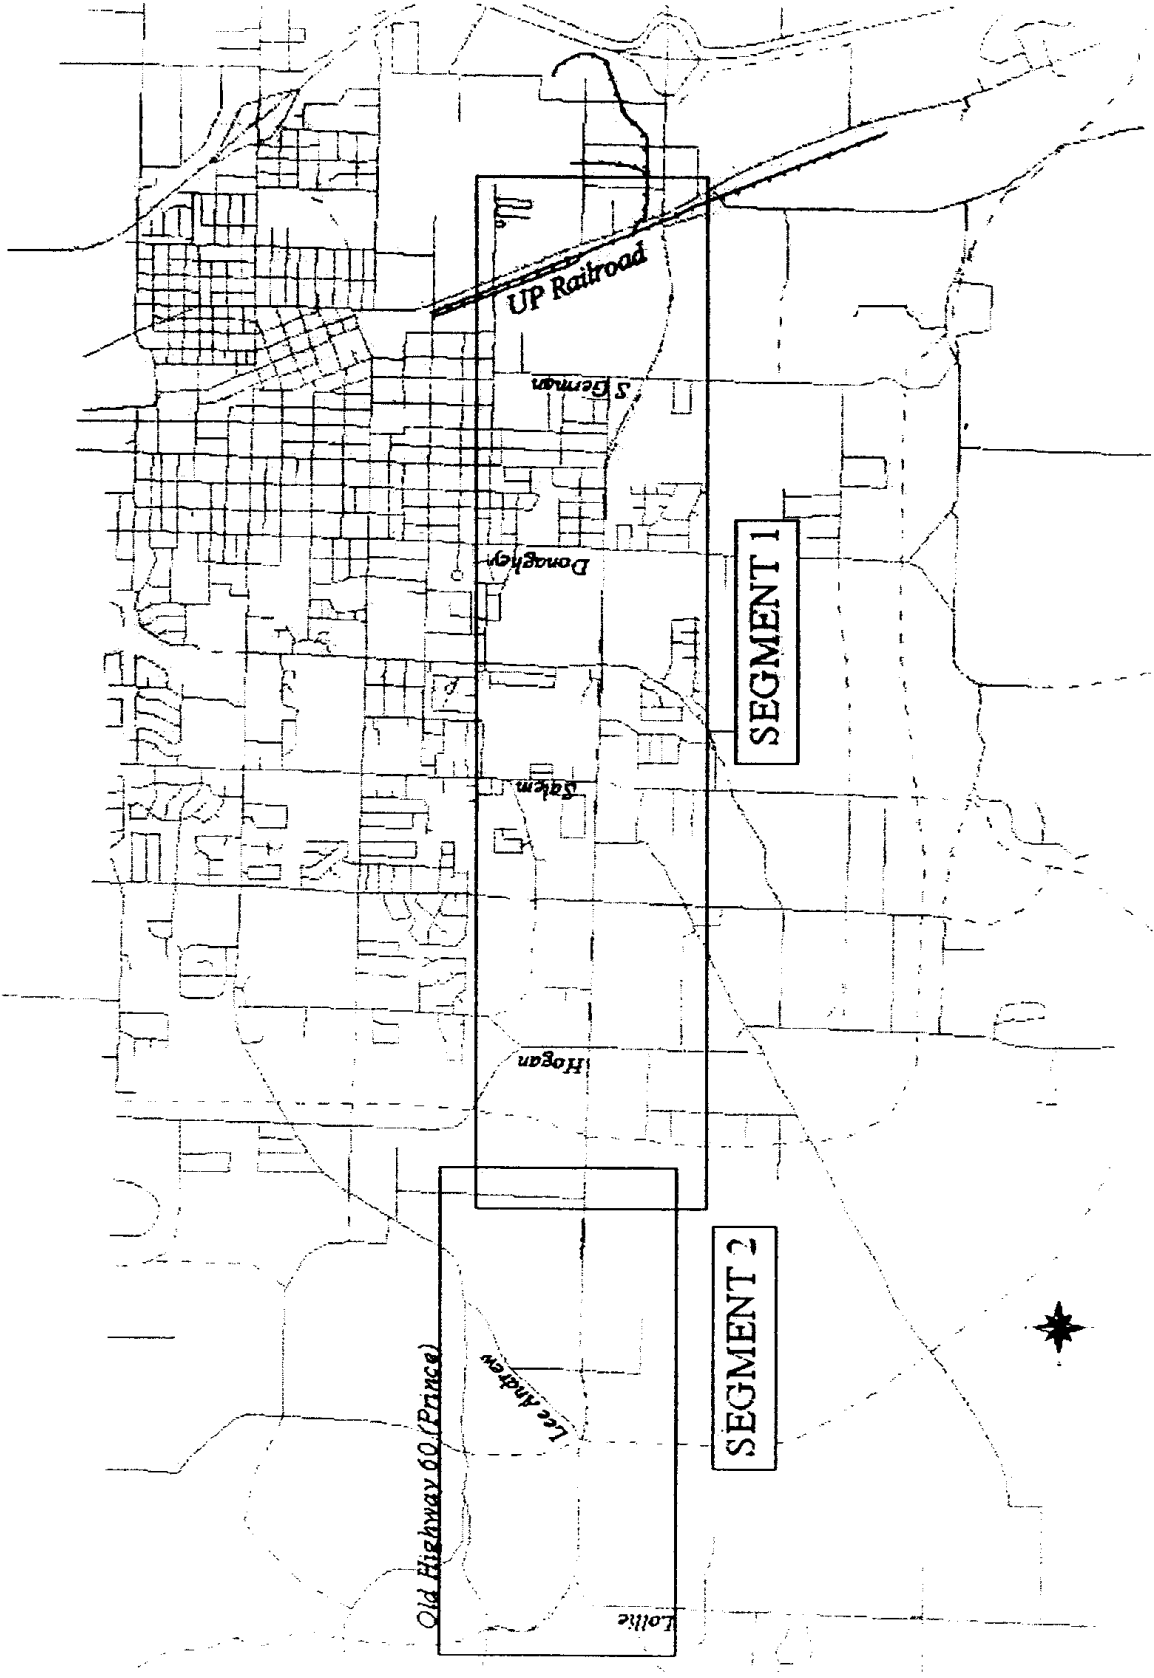 UP Railroad
S German
Donaghey
SEGMENT 1
Salem
Hogan
SEGMENT 2
Old Highway 60 (Prince)
Lee Andrew
Lollie